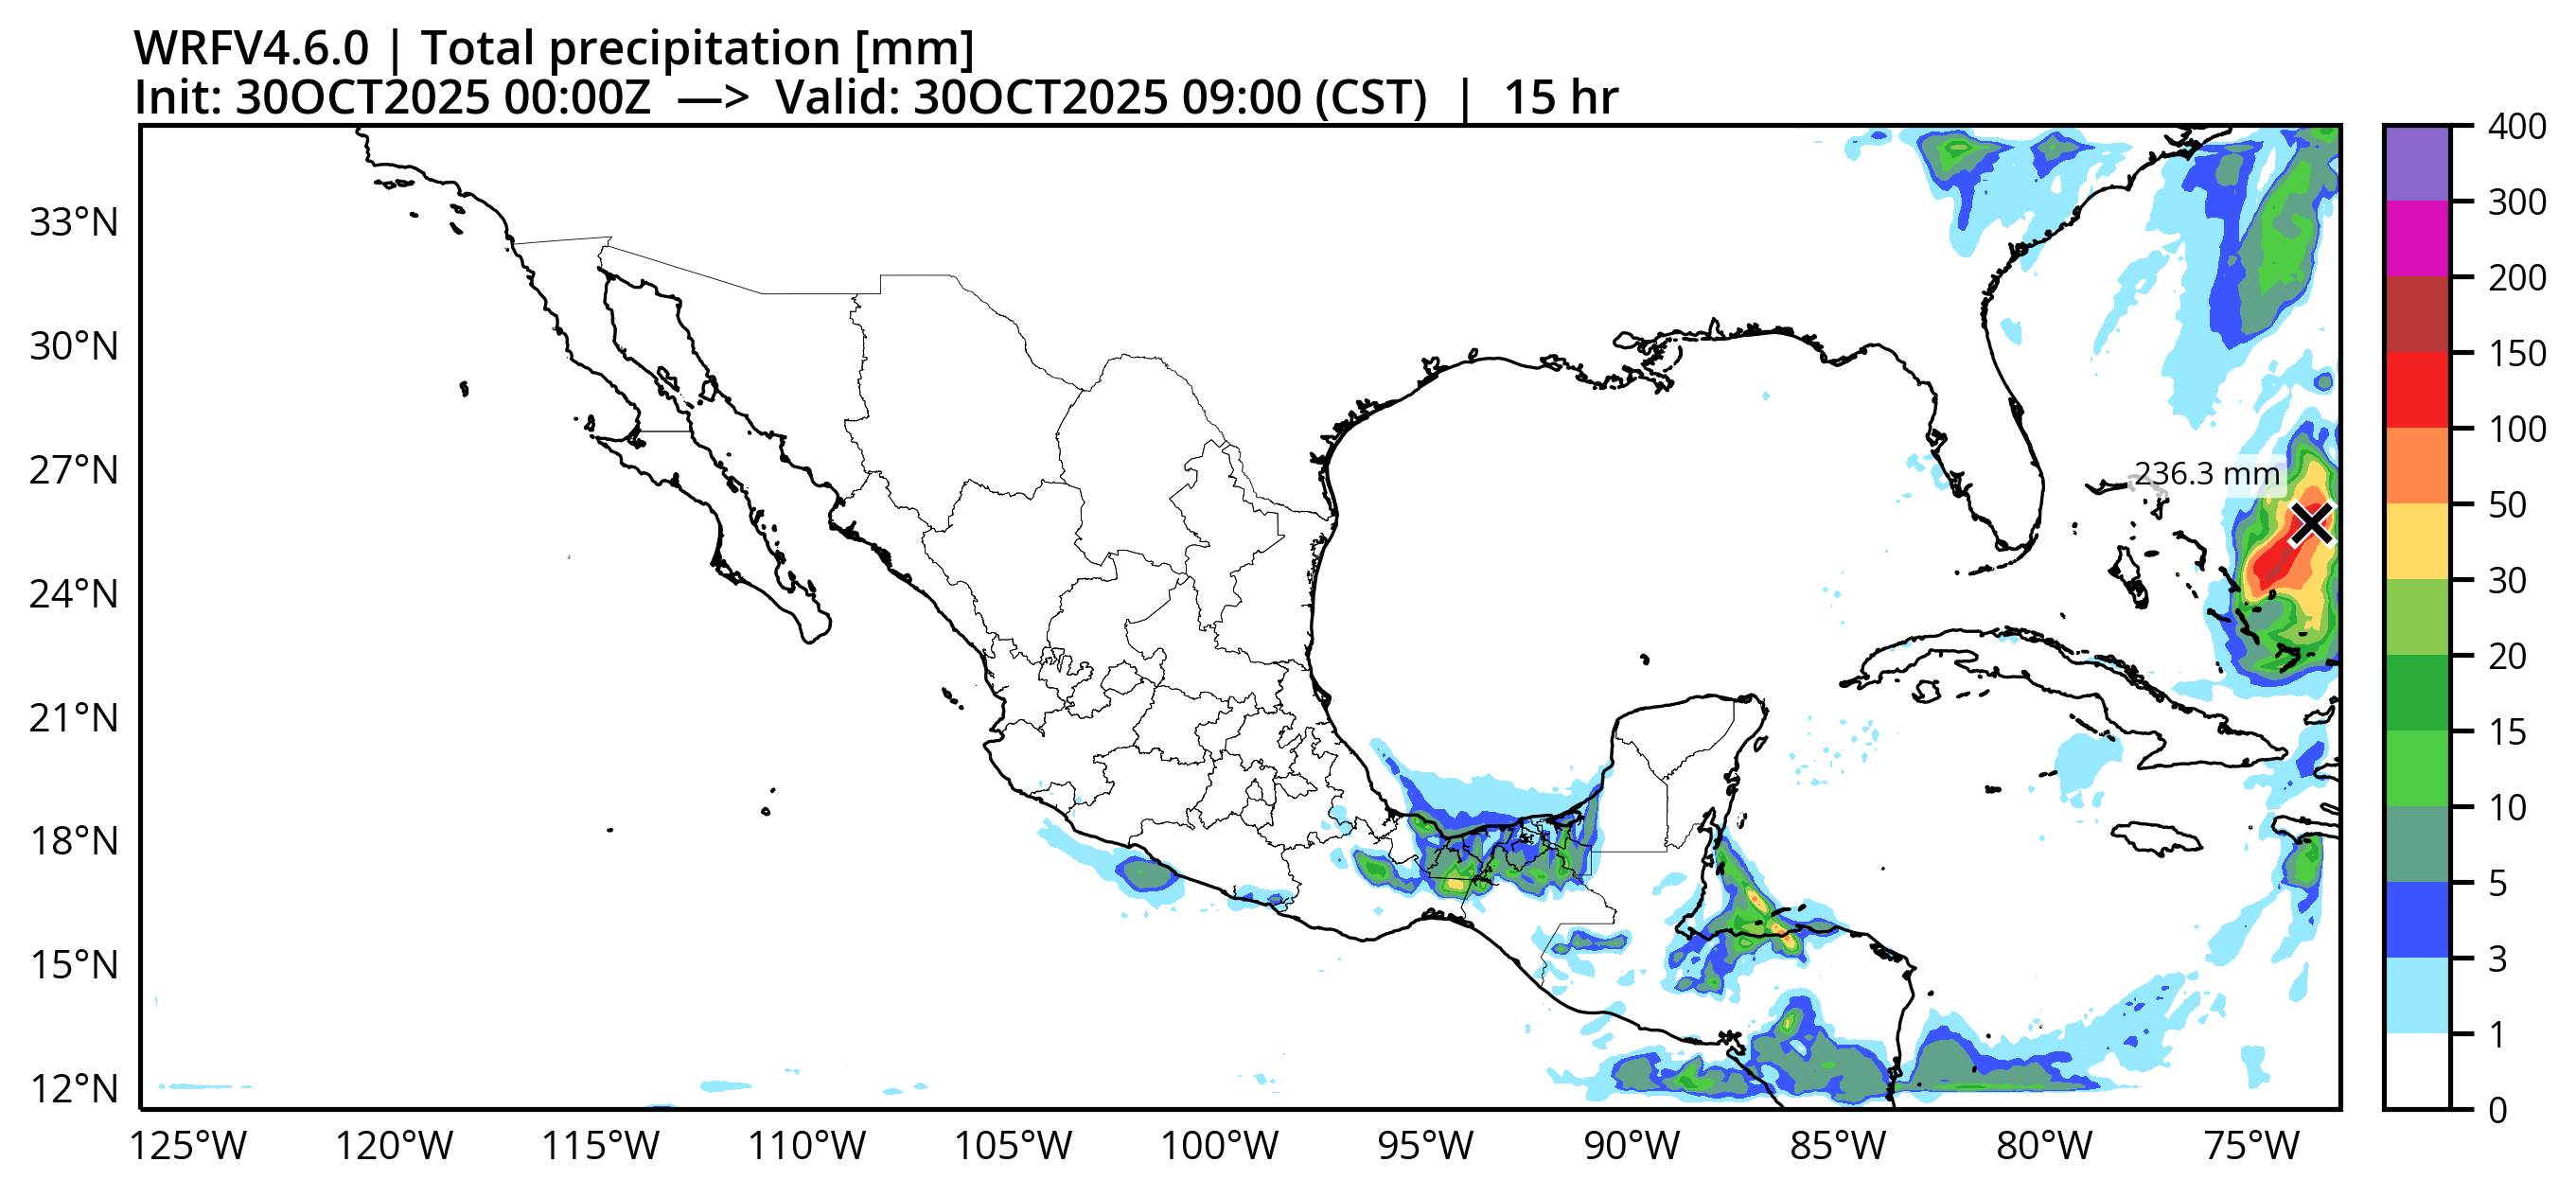 WRFV4.6.0 | Total precipitation [mm]
Init: 30OCT2025 00:00Z —> Valid: 30OCT2025 09:00 (CST) | 15 hr
33°N
30°N
27°N
24°N
21°N
18°N
15°N
12°N
236.3 mm
125°W 120°W 115°W 110°W 105°W 100°W 95°W 90°W 85°W 80°W 75°W
400
300
200
150
100
50
30
20
15
10
5
3
1
0